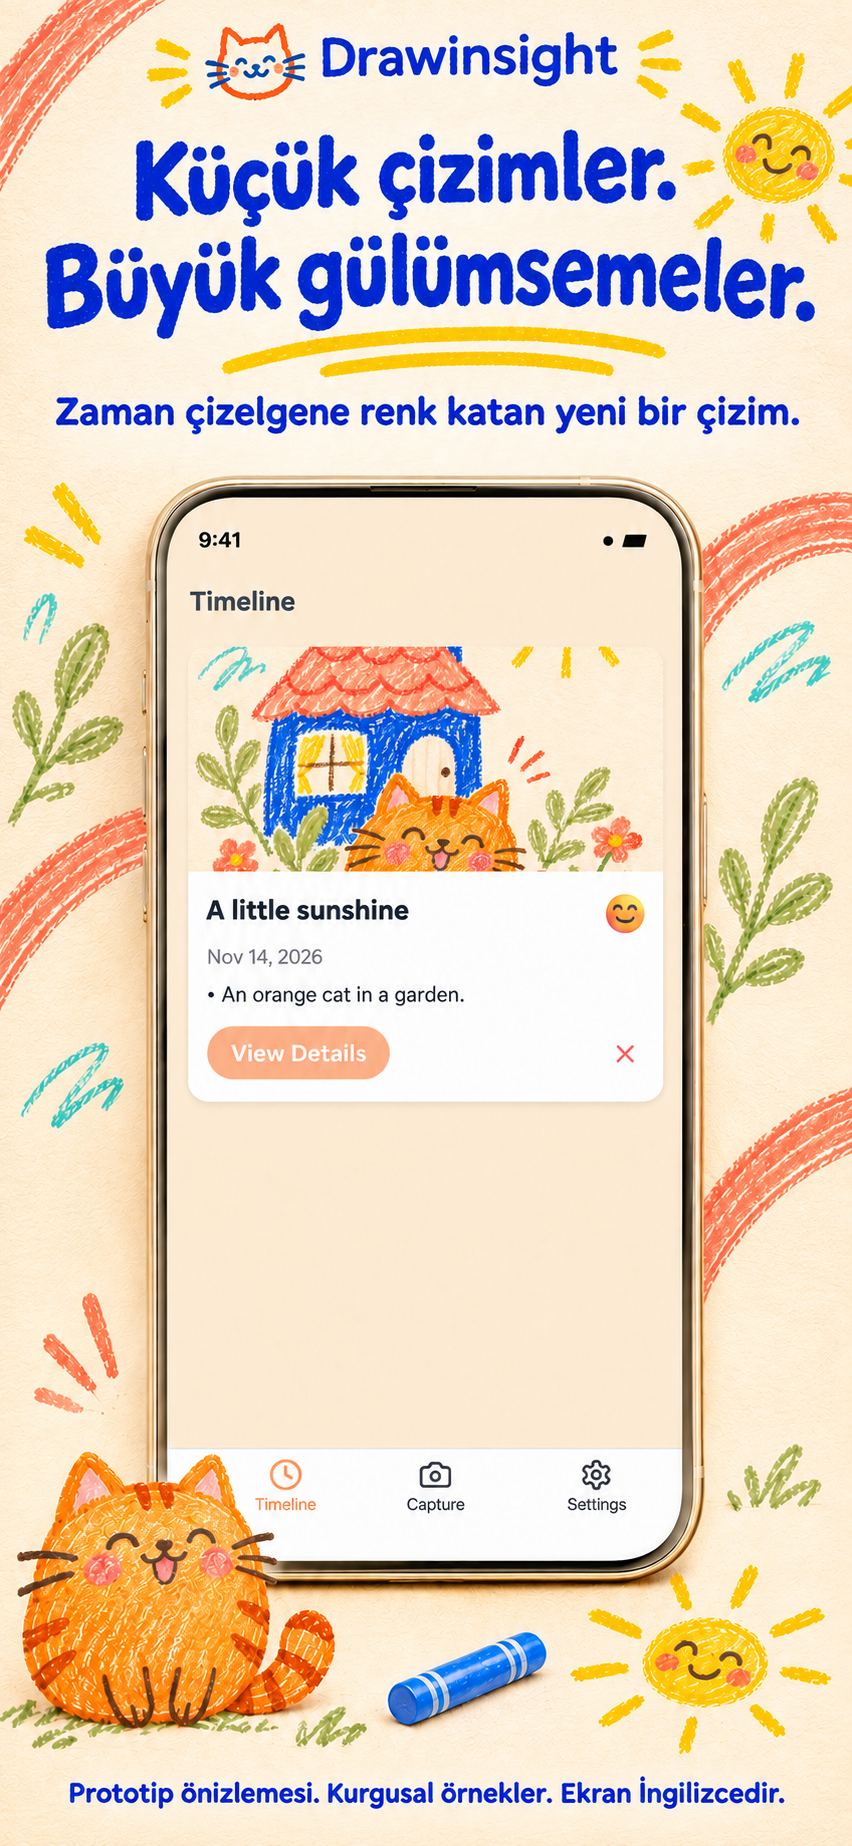 Drawinsight
Küçük çizimler.
Büyük gülümsemeler.
Zaman çizelgene renk katan yeni bir çizim.
9:41
Timeline
A little sunshine
Nov 14, 2026
• An orange cat in a garden.
View Details
Timeline
Capture
Settings
Prototip önizlemesi. Kurgusal örnekler. Ekran İngilizcedir.